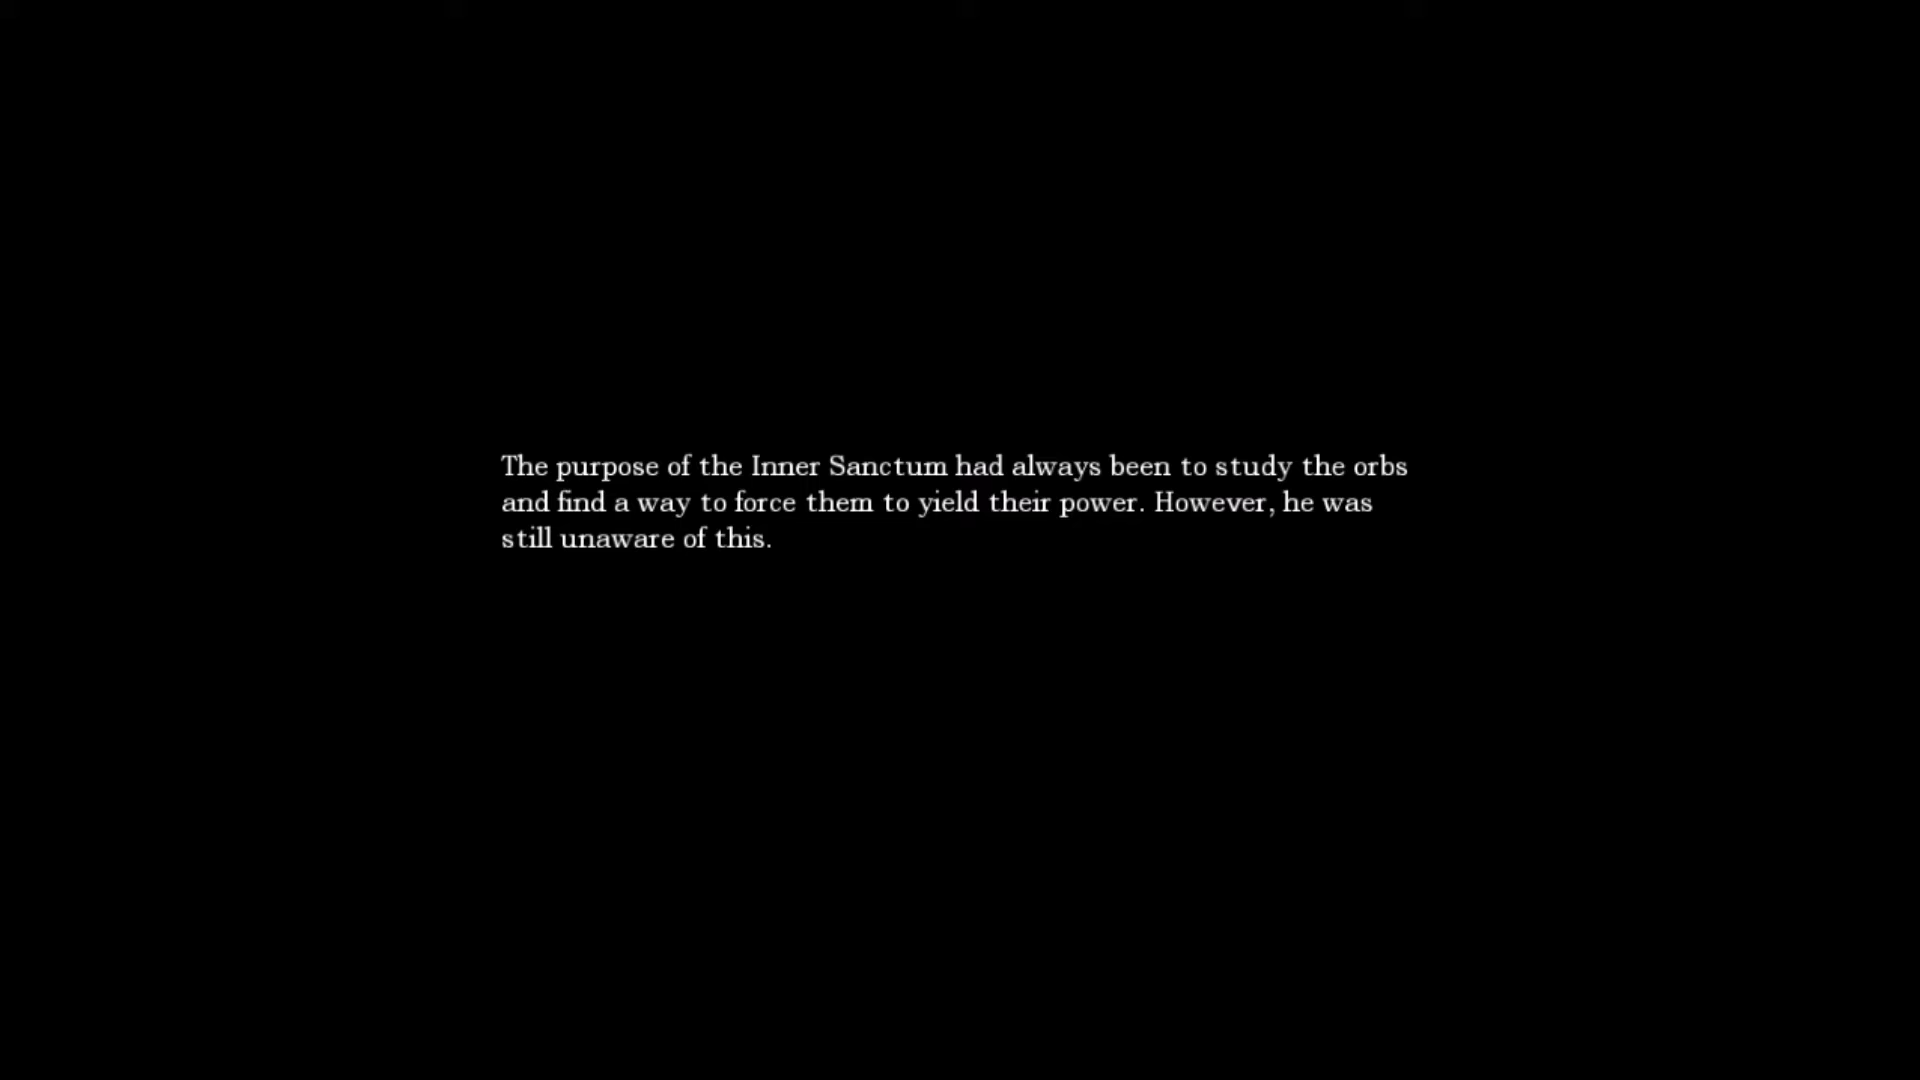 The purpose of the Inner Sanctum had always been to study the orbs
and find a way to force them to yield their power. However, he was
still unaware of this.